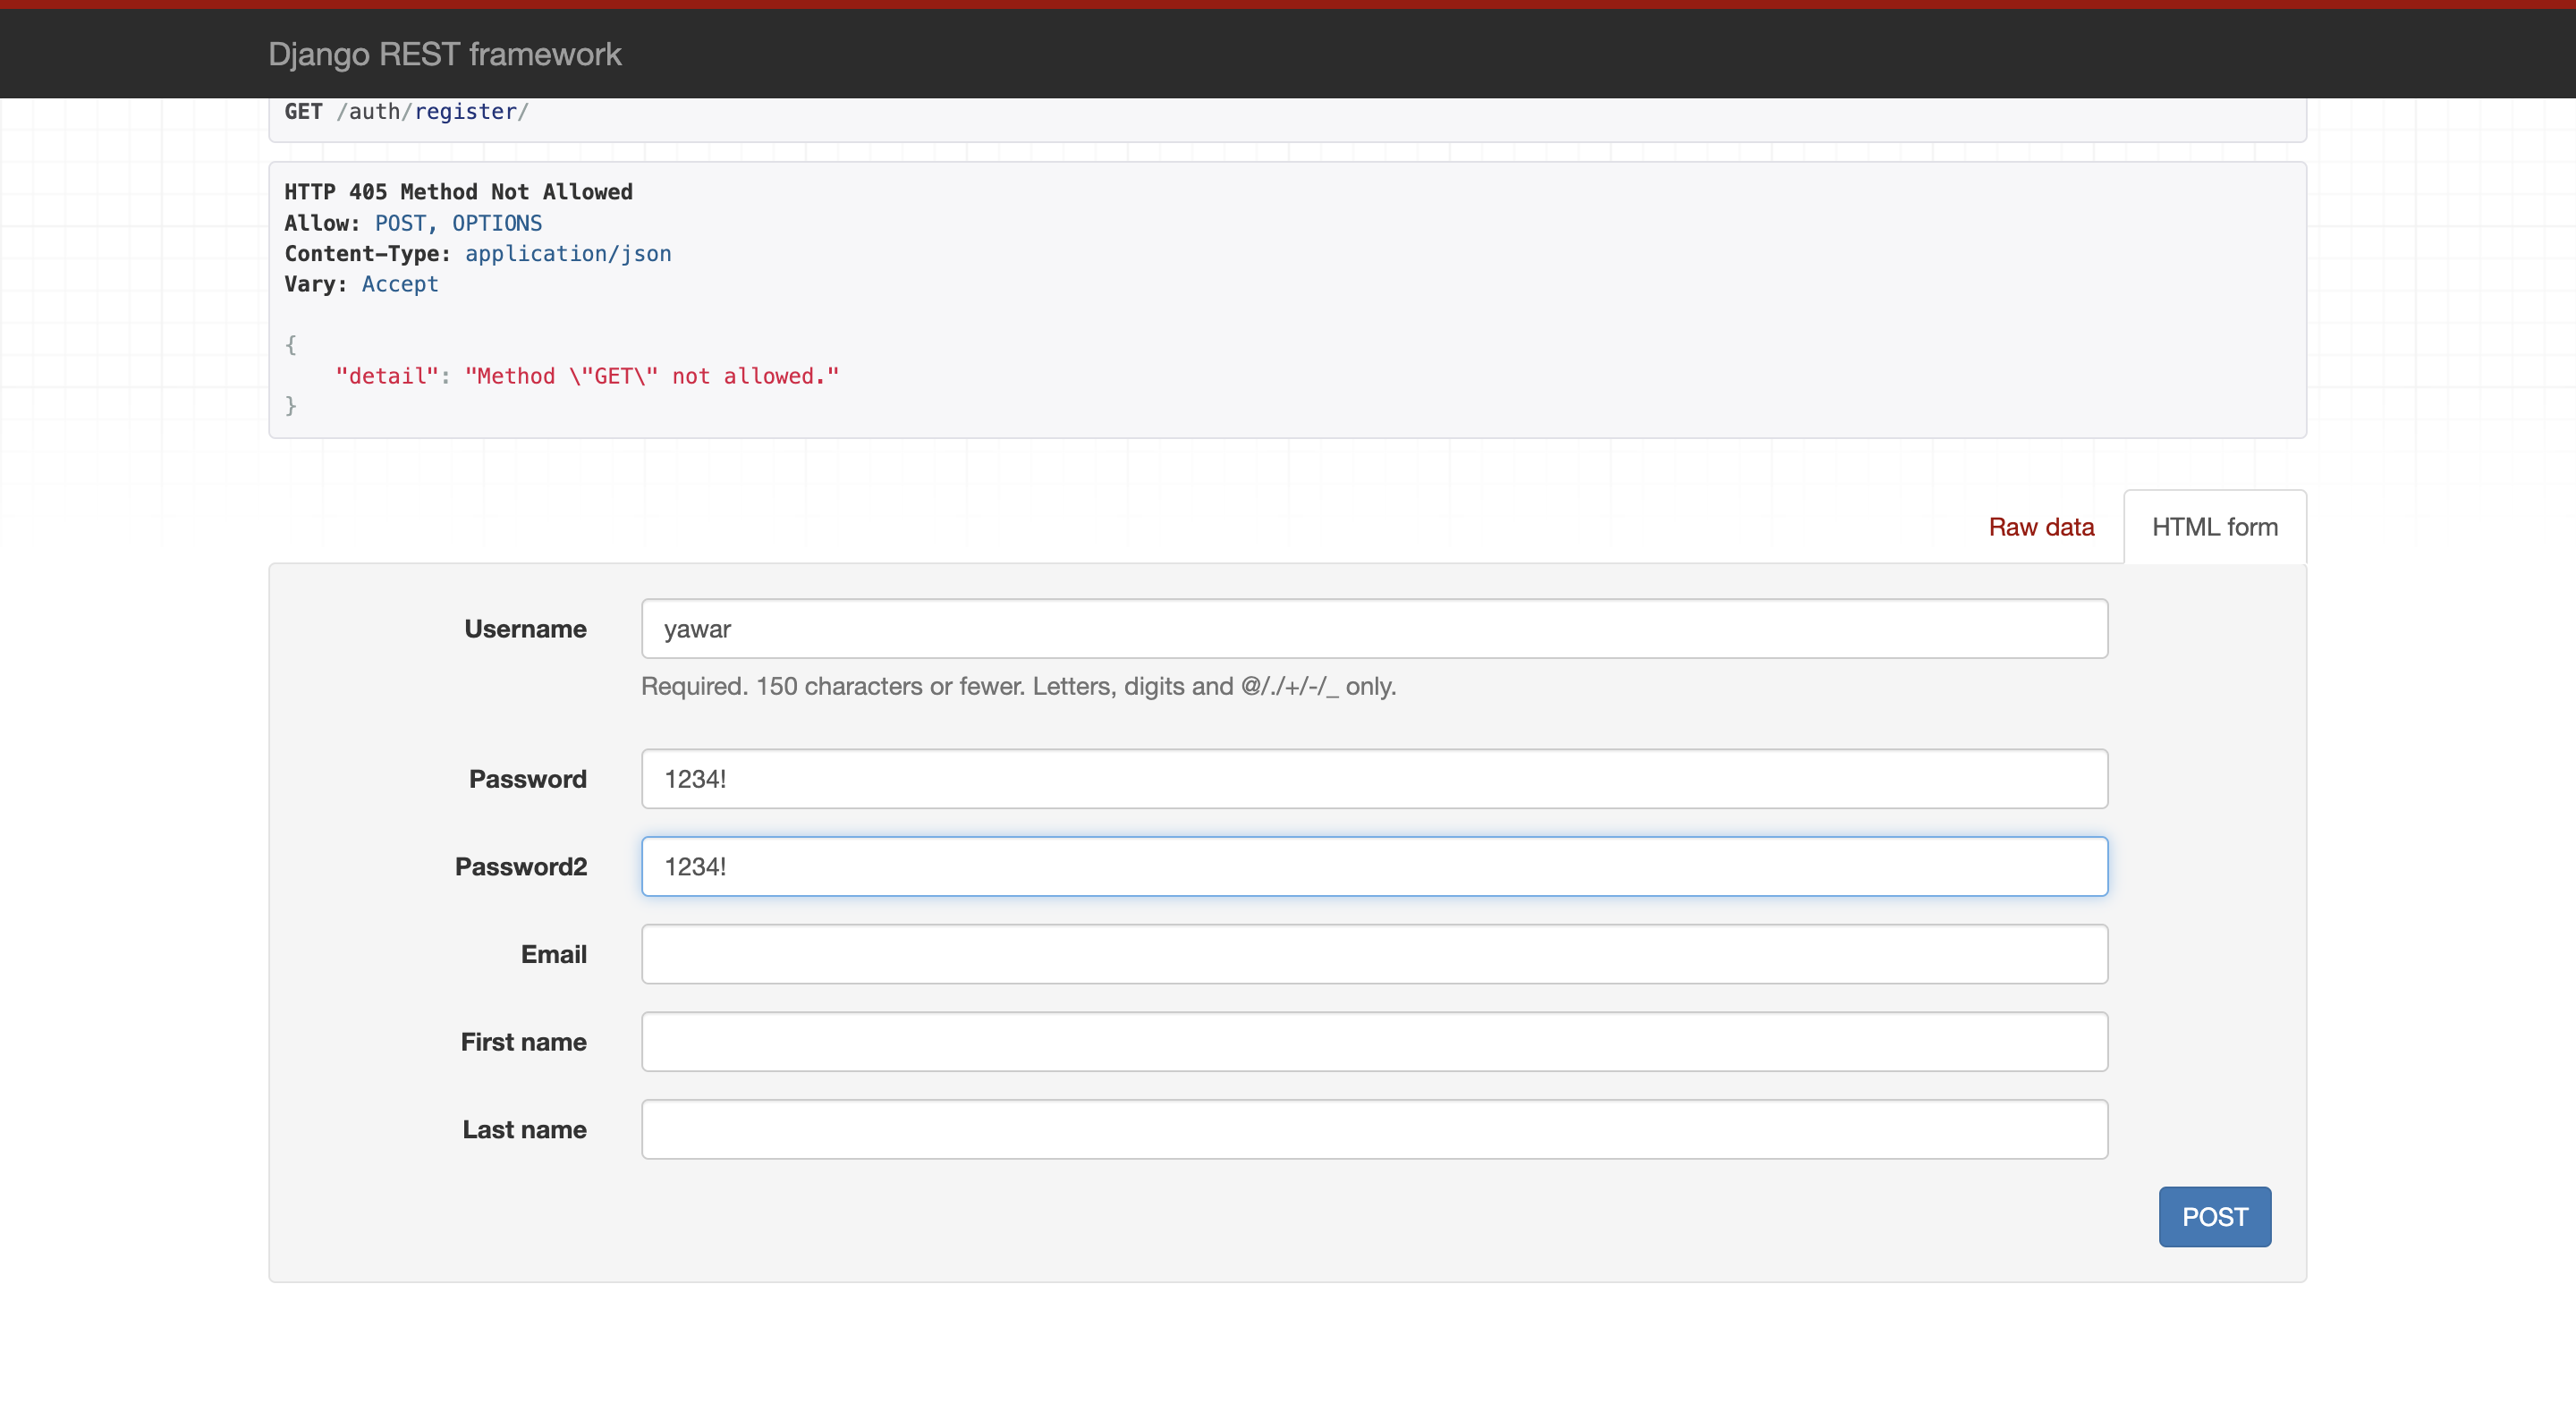 Django REST framework
GET /auth/register/
HTTP 405 Method Not Allowed
Allow: POST, OPTIONS
Content-Type: application/json
Vary: Accept
{
    "detail": "Method \"GET\" not allowed."
}
Raw data
HTML form
Username
yawar
Required. 150 characters or fewer. Letters, digits and @/./+/-/_ only.
Password
1234!
Password2
1234!
Email
First name
Last name
POST